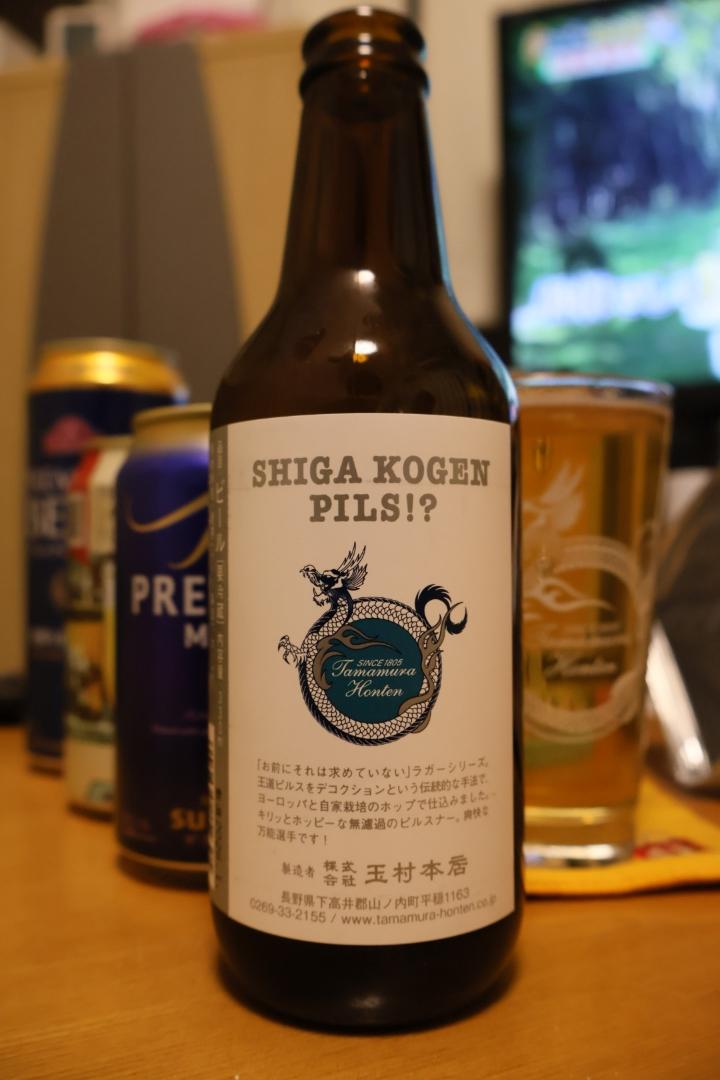 SHIGA KOGEN
PILS!?
SINCE 1805
Tamamura
Honten
「お前にそれは求めていない」ラガーシリーズ。
王道ピルスをデコクションという伝統的な手法で、
ヨーロッパと自家栽培のホップで仕込みました。
キリッとホッピーな無濾過のピルスナー。爽快な
万能選手です!
製造者 株式会社 玉村本店
長野県下高井郡山ノ内町平穏1163
0269-33-2155 / www.tamamura-honten.co.jp
ビール
PRE
M
SU
Honten